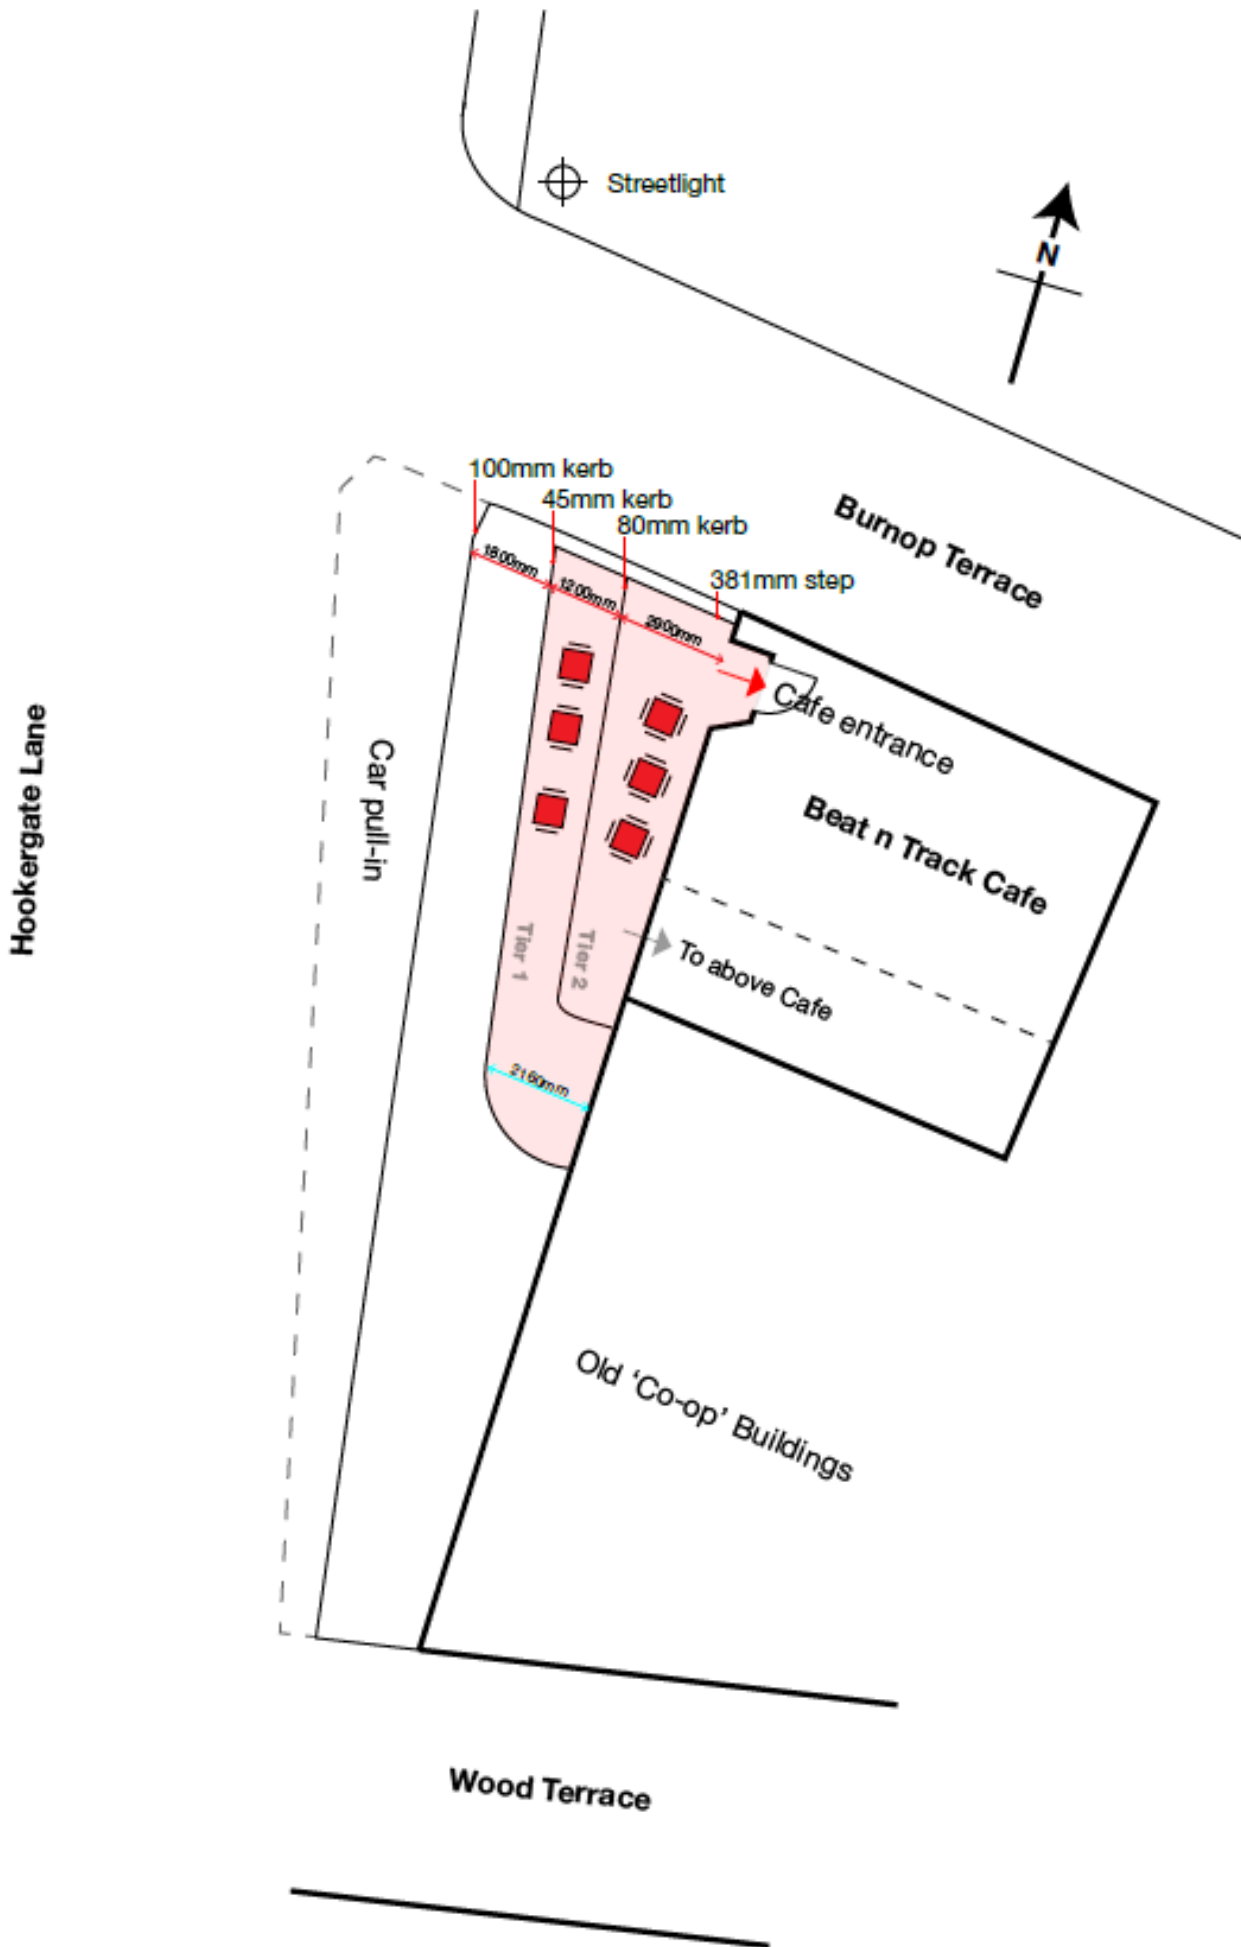 Streetlight
N
100mm kerb
45mm kerb
80mm kerb
381mm step
1800mm
1200mm
2900mm
Burnop Terrace
Cafe entrance
Beat n Track Cafe
Hookergate Lane
Car pull-in
Tier 1
Tier 2
To above Cafe
2160mm
Old ‘Co-op’ Buildings
Wood Terrace